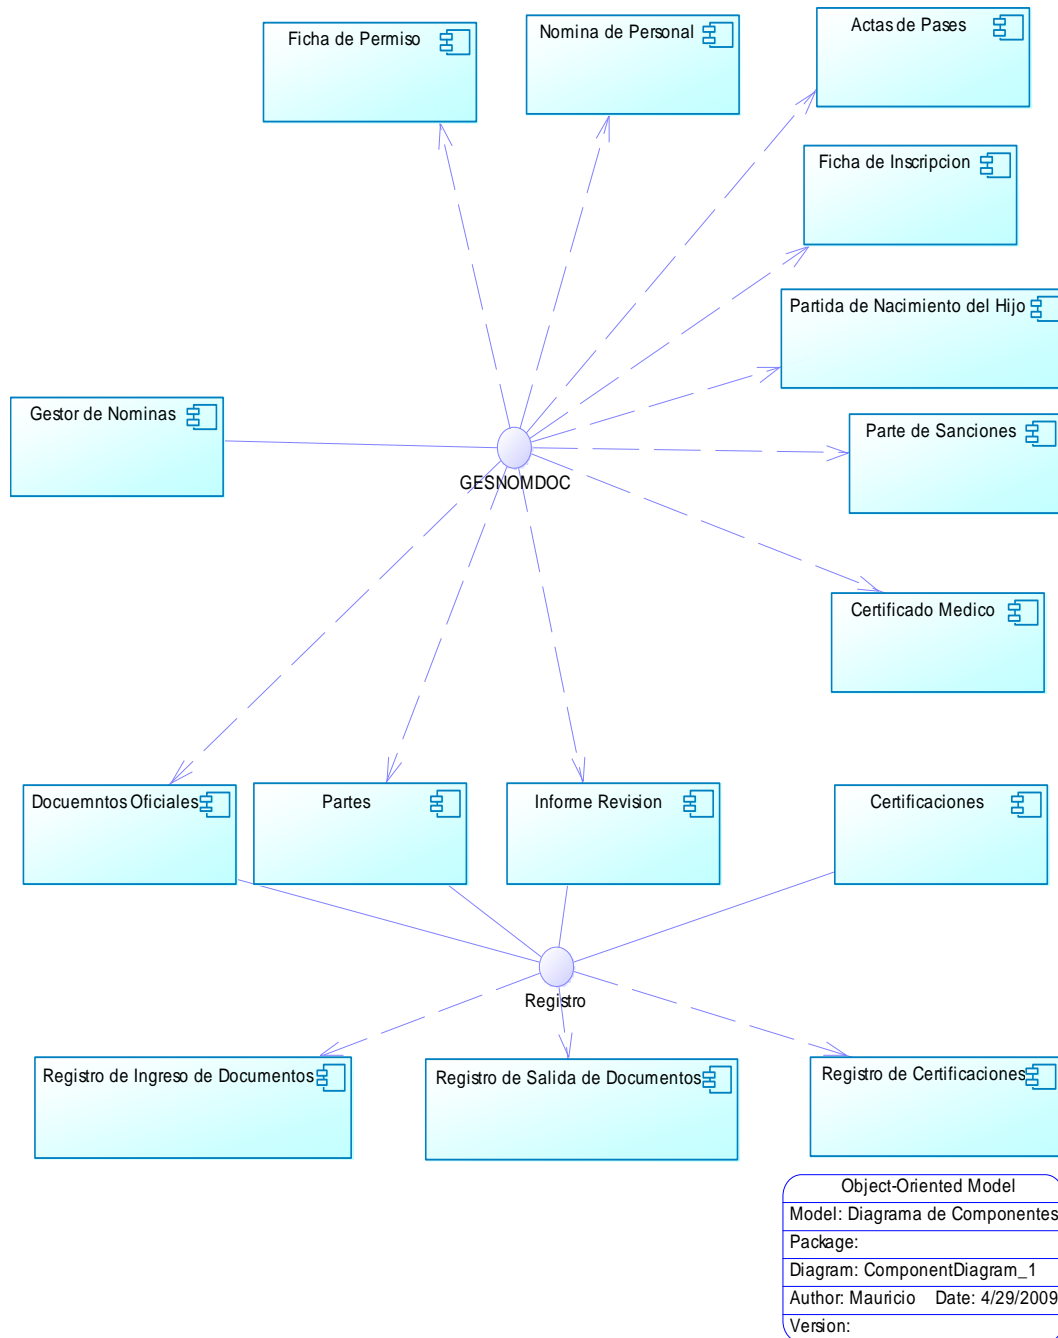 Ficha de Permiso
Nomina de Personal
Actas de Pases
Ficha de Inscripcion
Partida de Nacimiento del Hijo
Gestor de Nominas
Parte de Sanciones
GESNOMDOC
Certificado Medico
Docuemntos Oficiales
Partes
Informe Revision
Certificaciones
Registro
Registro de Ingreso de Documentos
Registro de Salida de Documentos
Registro de Certificaciones
Object-Oriented Model
Model: Diagrama de Componentes
Package:
Diagram: ComponentDiagram_1
Author: Mauricio Date: 4/29/2009
Version: